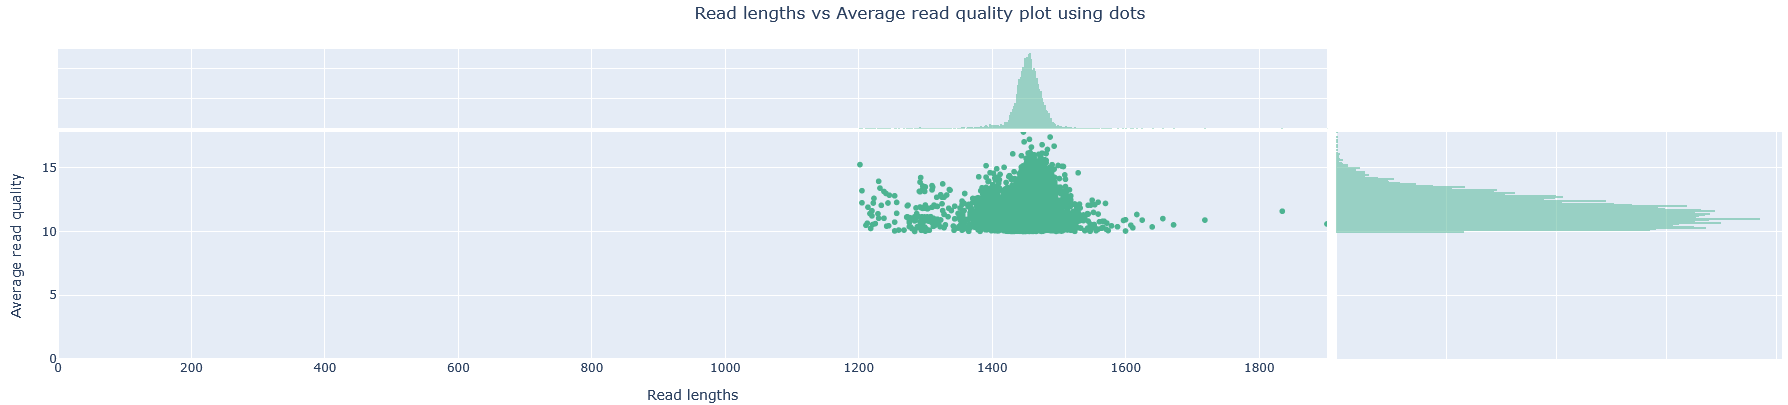 Read lengths vs Average read quality plot using dots
Average read quality
15
10
5
0
0 200 400 600 800 1000 1200 1400 1600 1800
Read lengths